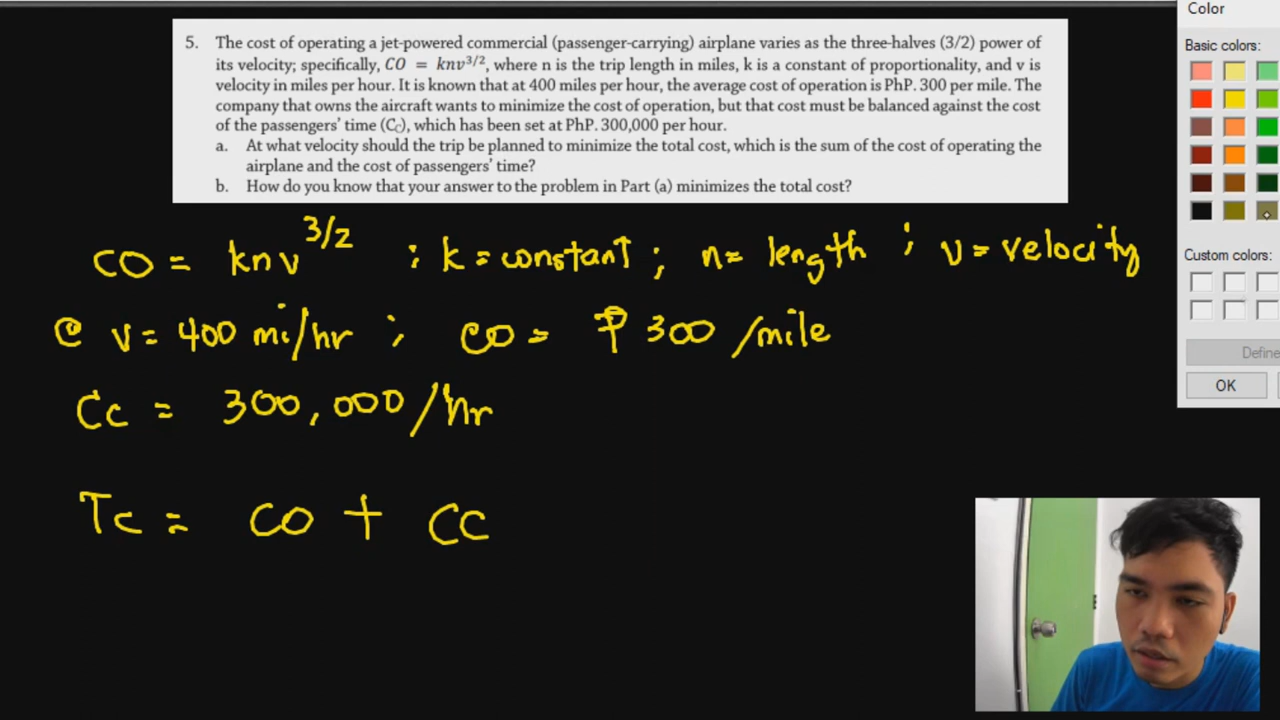 5. The cost of operating a jet-powered commercial (passenger-carrying) airplane varies as the three-halves (3/2) power of
its velocity; specifically, CO = knv^3/2, where n is the trip length in miles, k is a constant of proportionality, and v is
velocity in miles per hour. It is known that at 400 miles per hour, the average cost of operation is PhP. 300 per mile. The
company that owns the aircraft wants to minimize the cost of operation, but that cost must be balanced against the cost
of the passengers' time (CC), which has been set at PhP. 300,000 per hour.
a. At what velocity should the trip be planned to minimize the total cost, which is the sum of the cost of operating the
airplane and the cost of passengers' time?
b. How do you know that your answer to the problem in Part (a) minimizes the total cost?
CO = knv^3/2 ; k = constant ; n = length ; v = velocity
@ v = 400 mi/hr ; CO = ₱ 300 /mile
Cc = 300,000/hr
Tc = CO + CC
Color
Basic colors:
Custom colors:
Define
OK